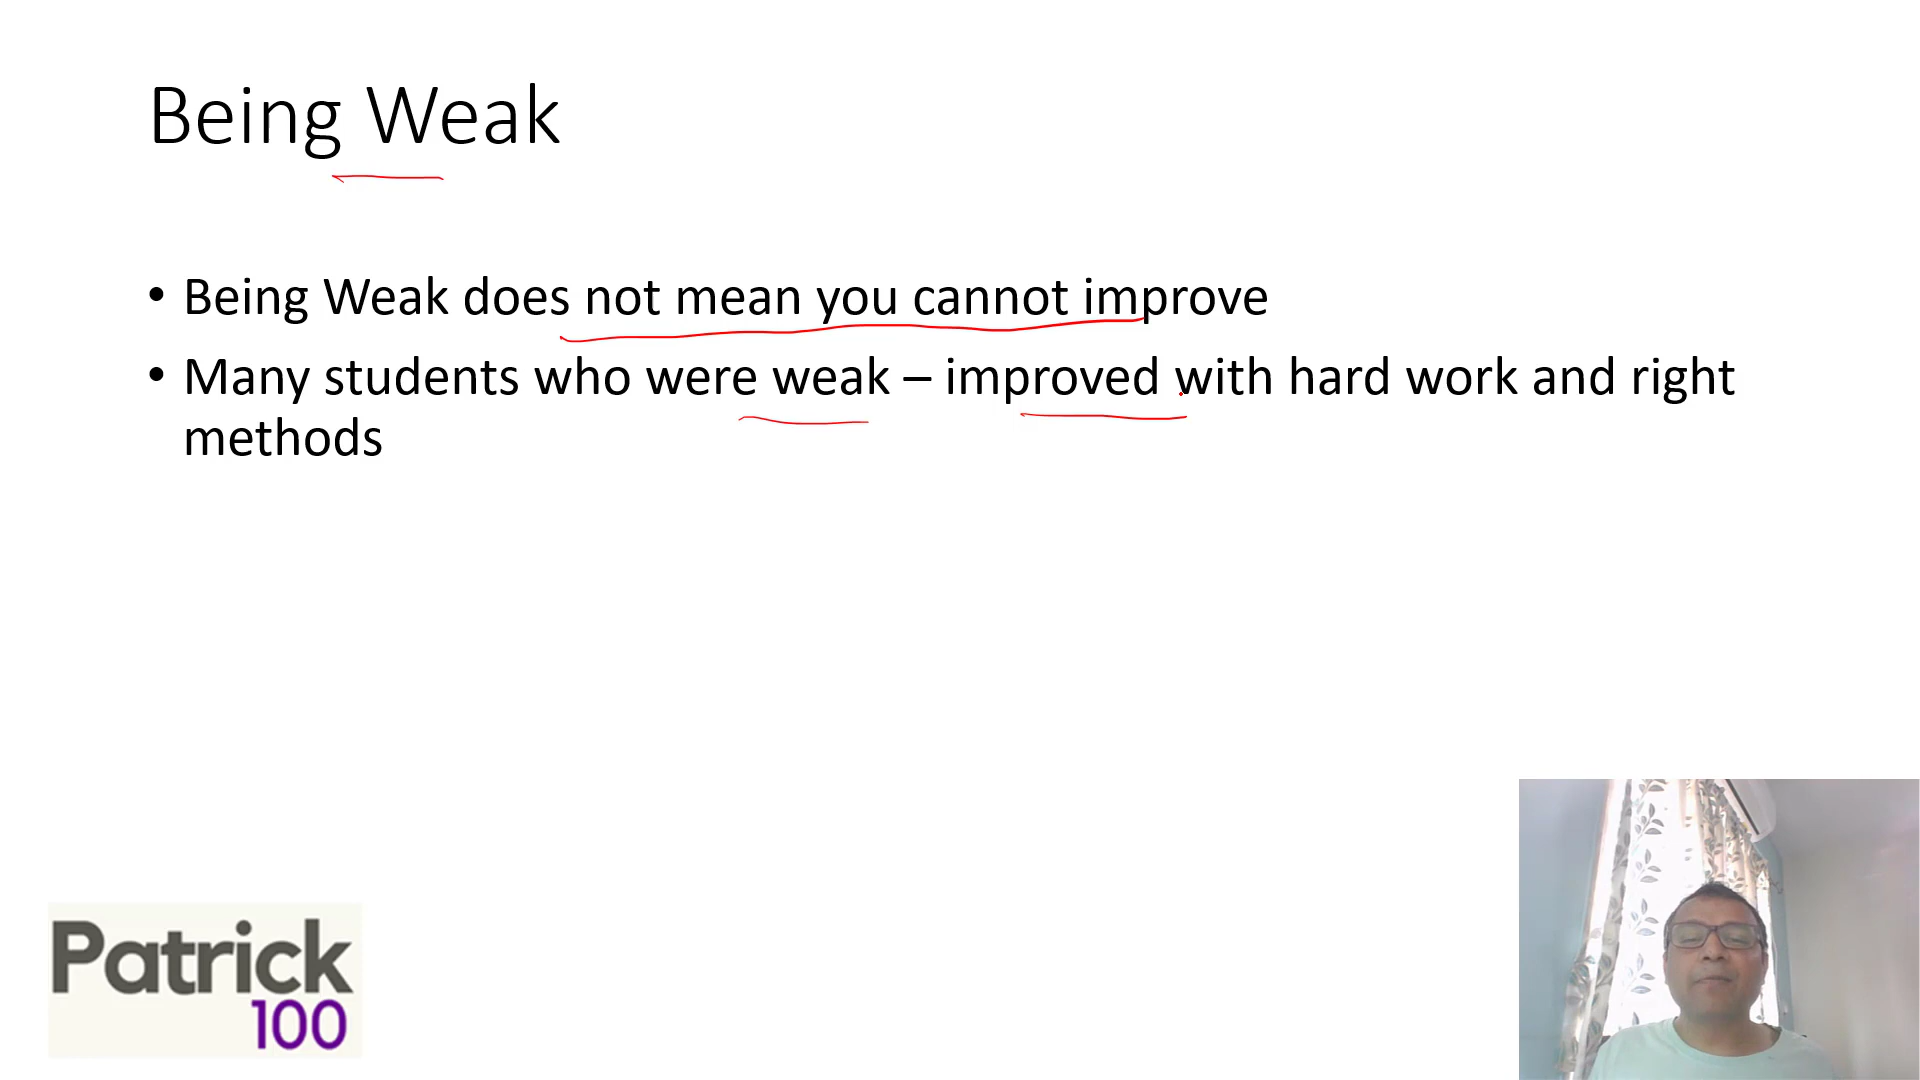 Being Weak
• Being Weak does not mean you cannot improve
• Many students who were weak – improved with hard work and right
methods
Patrick
100